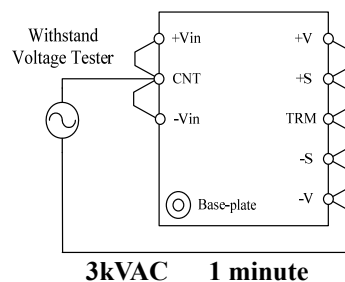 Withstand
Voltage Tester
+Vin
CNT
-Vin
Base-plate
+V
+S
TRM
-S
-V
3kVAC 1 minute